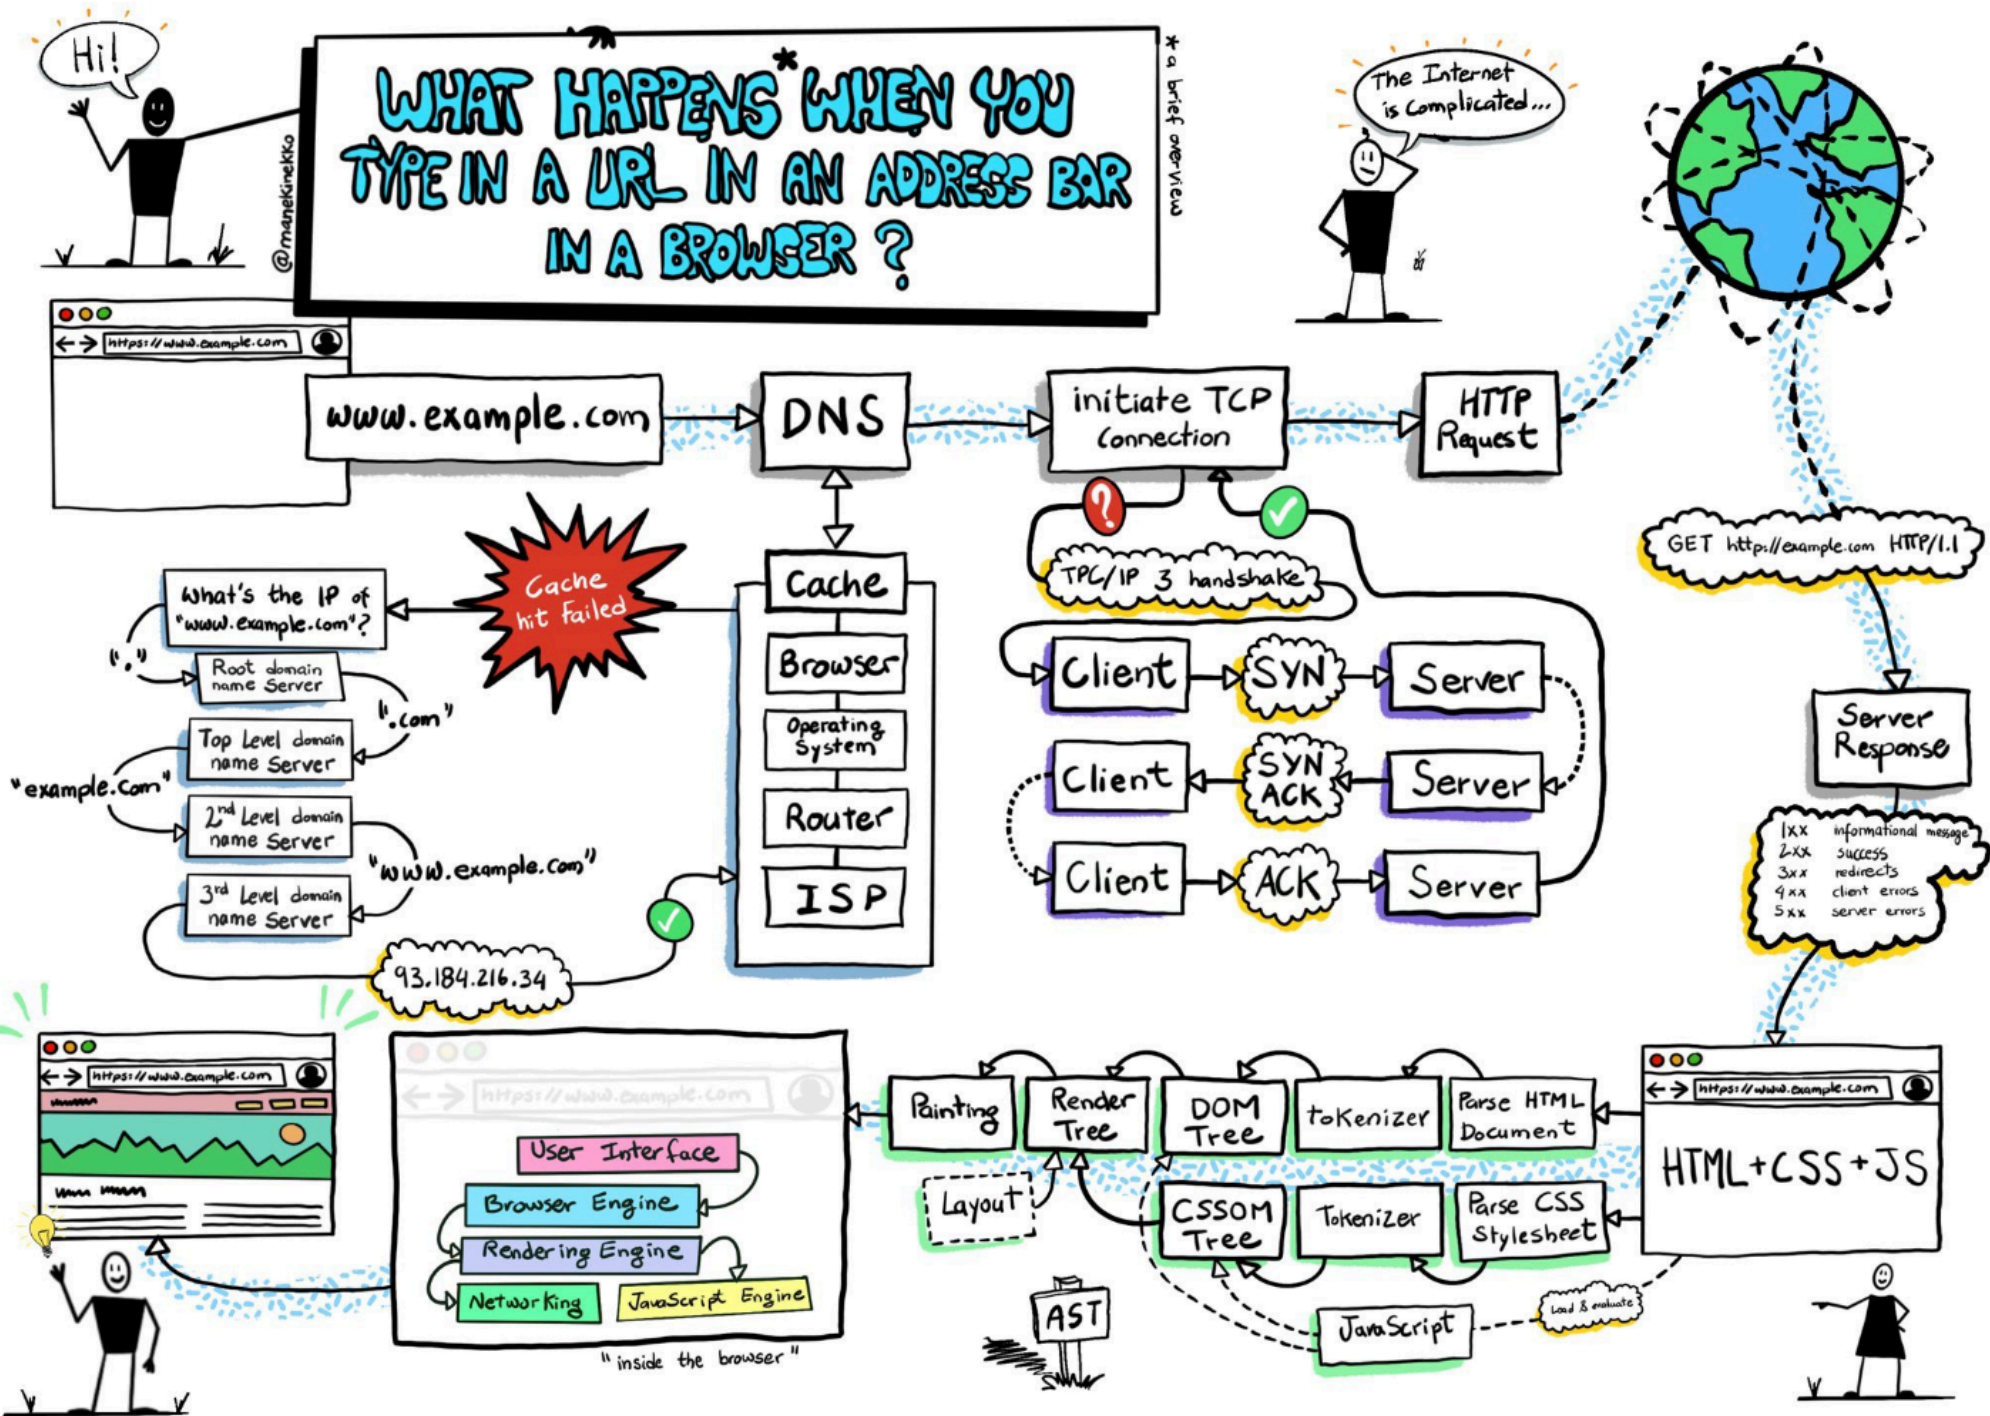 Hi!
WHAT HAPPENS* WHEN YOU
TYPE IN A URL IN AN ADDRESS BAR
IN A BROWSER ?
* a brief overview
@manekinekko
The Internet
is complicated...
https://www.example.com
www.example.com
DNS
initiate TCP
Connection
HTTP
Request
GET http://example.com HTTP/1.1
Cache
Browser
Operating
System
Router
ISP
Cache
hit failed
What's the IP of
"www.example.com"?
"."
Root domain
name Server
".com"
Top Level domain
name Server
"example.com"
2nd Level domain
name Server
"www.example.com"
3rd Level domain
name Server
93.184.216.34
?
TPC/IP 3 handshake
Client
SYN
Server
Client
SYN
ACK
Server
Client
ACK
Server
Server
Response
1xx informational message
2xx success
3xx redirects
4xx client errors
5xx server errors
https://www.example.com
HTML+CSS+JS
Parse HTML
Document
tokenizer
DOM
Tree
Render
Tree
Painting
Layout
Parse CSS
Stylesheet
Tokenizer
CSSOM
Tree
Load & evaluate
JavaScript
AST
https://www.example.com
User Interface
Browser Engine
Rendering Engine
Networking
JavaScript Engine
"inside the browser"
https://www.example.com